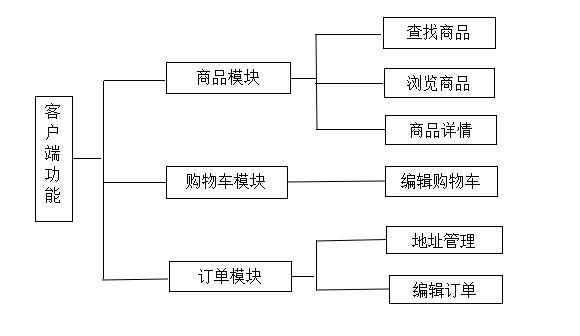 客户端功能
商品模块
查找商品
浏览商品
商品详情
购物车模块
编辑购物车
订单模块
地址管理
编辑订单